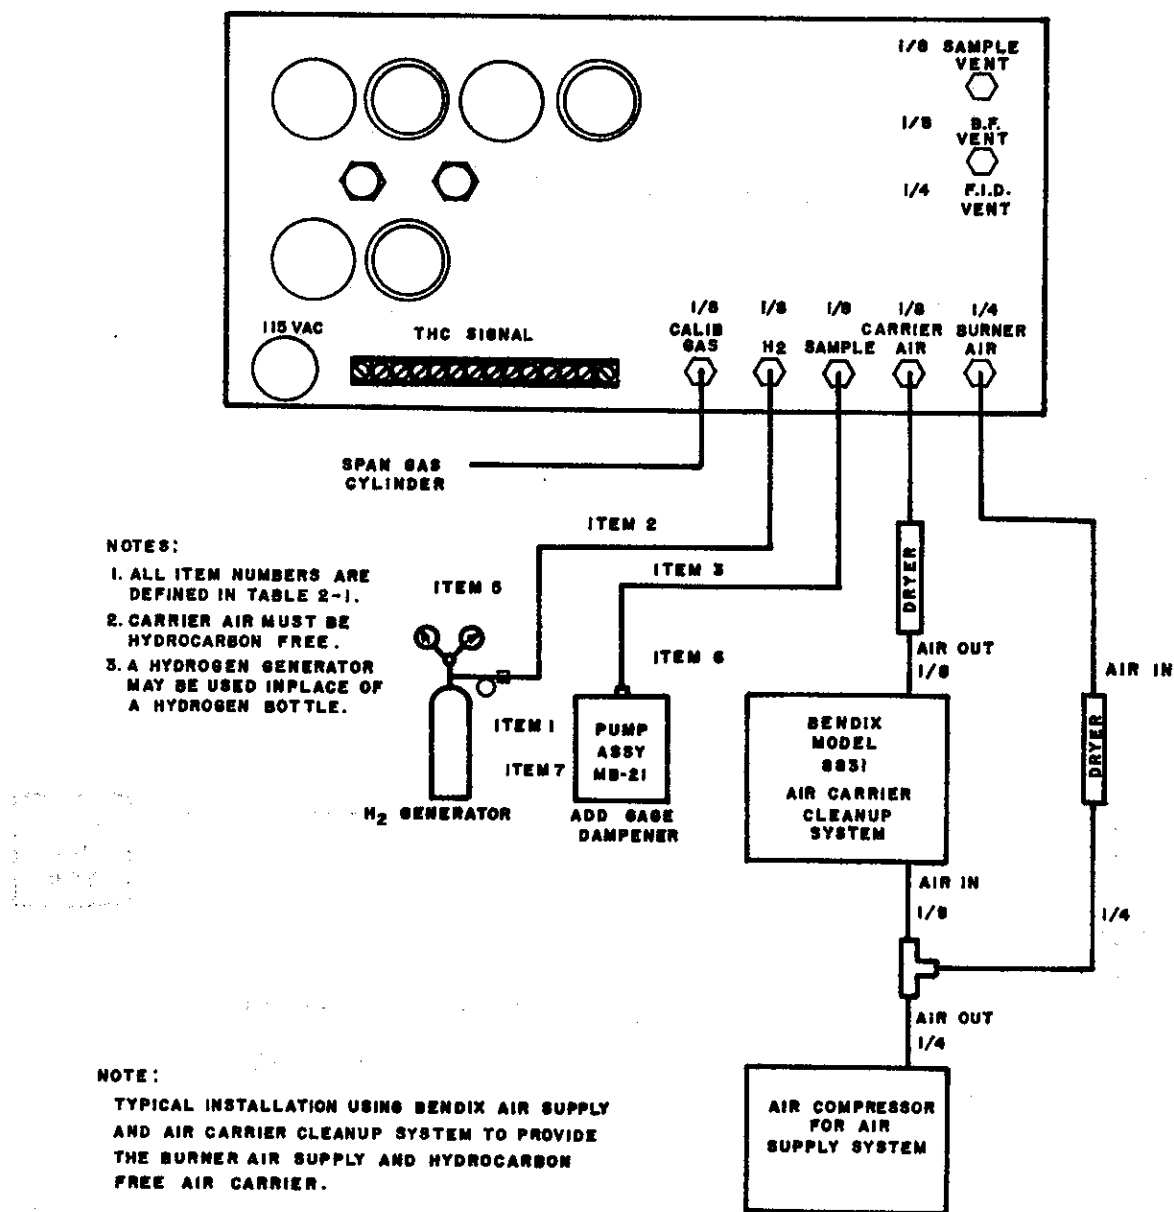 1/8 SAMPLE
VENT
1/8 B.F.
VENT
1/4 F.I.D.
VENT
115 VAC
THC SIGNAL
1/8
CALIB
GAS
1/8
H2
1/8
SAMPLE
1/8
CARRIER
AIR
1/4
BURNER
AIR
SPAN GAS
CYLINDER
ITEM 2
NOTES:
1. ALL ITEM NUMBERS ARE
DEFINED IN TABLE 2-1.
2. CARRIER AIR MUST BE
HYDROCARBON FREE.
3. A HYDROGEN GENERATOR
MAY BE USED INPLACE OF
A HYDROGEN BOTTLE.
ITEM 5
ITEM 3
ITEM 6
ITEM 1
ITEM 7
H2 GENERATOR
PUMP
ASSY
MB-21
ADD GAGE
DAMPENER
DRYER
AIR OUT
1/8
BENDIX
MODEL
8831
AIR CARRIER
CLEANUP
SYSTEM
AIR IN
DRYER
AIR IN
1/8
1/4
AIR OUT
1/4
AIR COMPRESSOR
FOR AIR
SUPPLY SYSTEM
NOTE:
TYPICAL INSTALLATION USING BENDIX AIR SUPPLY
AND AIR CARRIER CLEANUP SYSTEM TO PROVIDE
THE BURNER AIR SUPPLY AND HYDROCARBON
FREE AIR CARRIER.